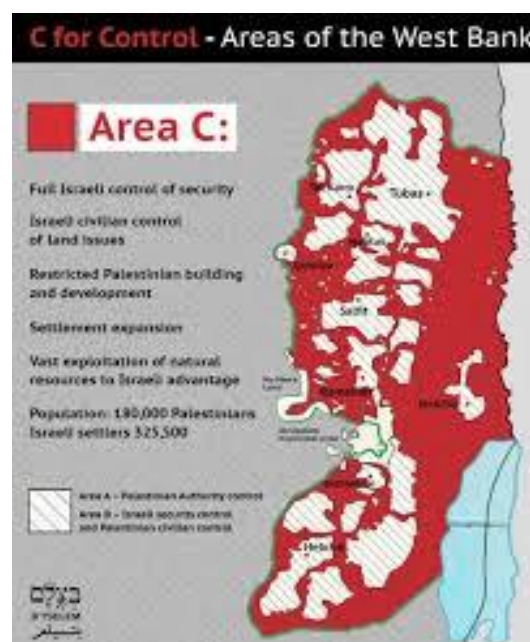 C for Control - Areas of the West Bank
Area C:
Full Israeli control of security
Israeli civilian control
of land issues
Restricted Palestinian building
and development
Settlement expansion
Vast exploitation of natural
resources to Israeli advantage
Population: 180,000 Palestinians
Israeli settlers 325,500
Tubas
Salfit
Ramallah
Jericho
Hebron
Area A - Palestinian Authority control
Area B - Israeli security control
and Palestinian civilian control
בצלם
B'TSELEM
بتسيلم